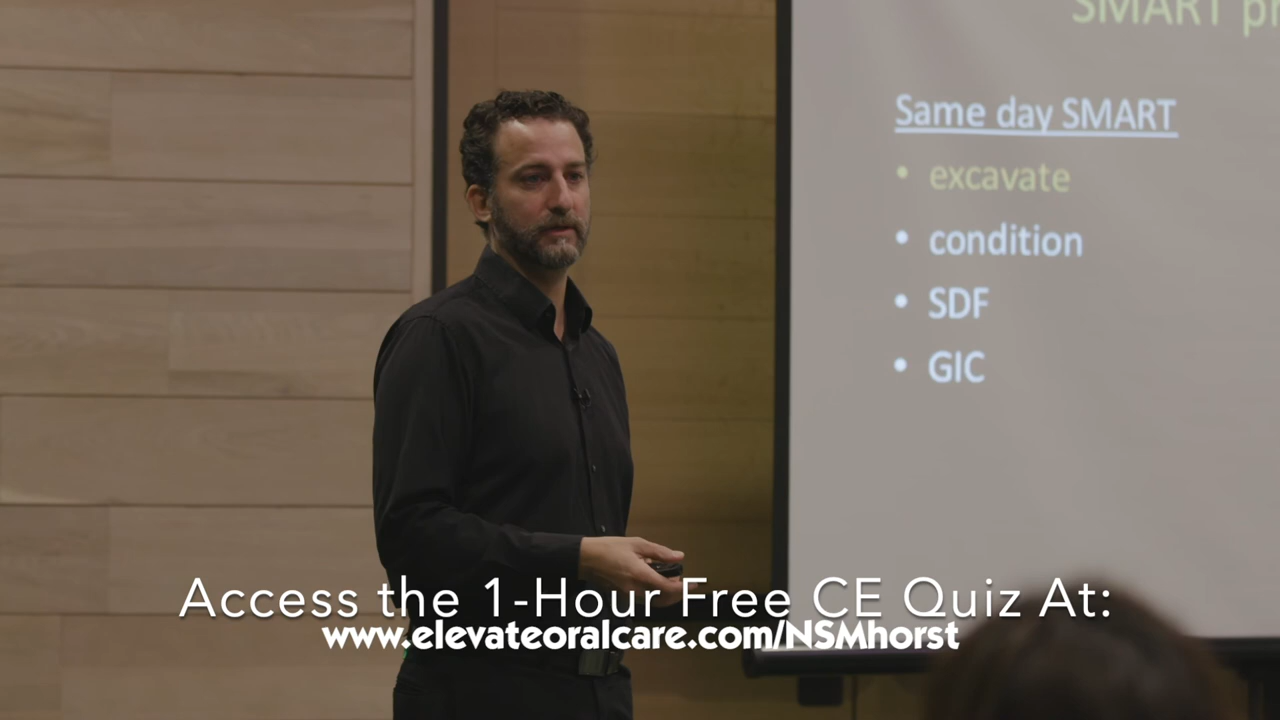 SMART
Same day SMART
• excavate
• condition
• SDF
• GIC
Access the 1-Hour Free CE Quiz At:
www.elevateoralcare.com/NSMhorst